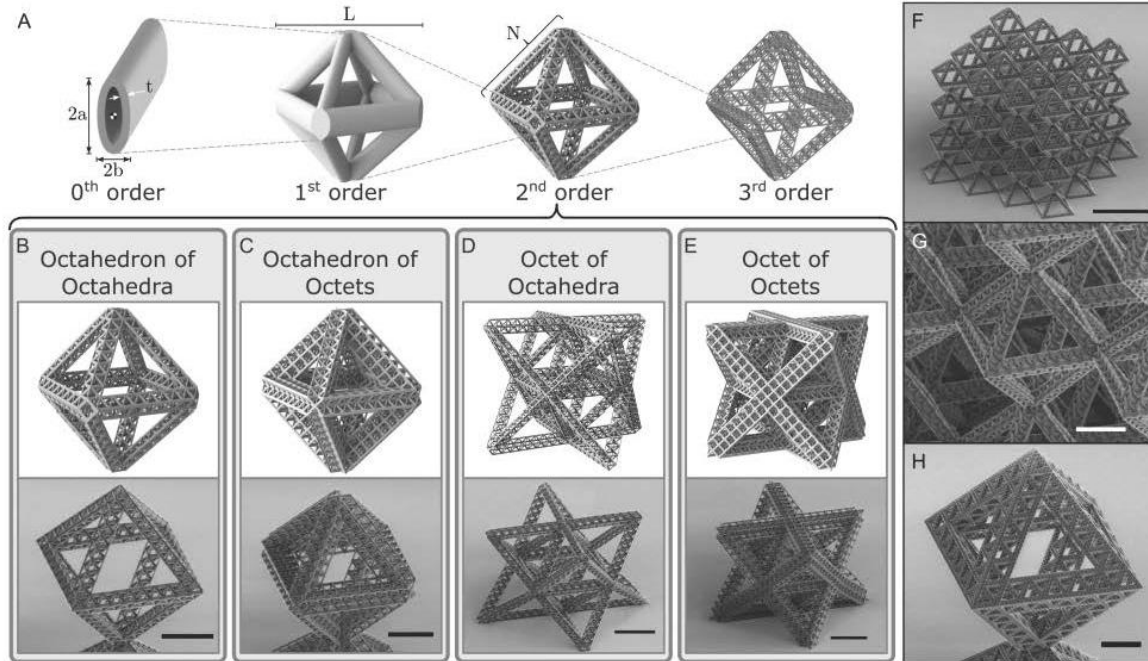 A
2a
t
2b
0th order
L
1st order
N
2nd order
3rd order
B
Octahedron of
Octahedra
C
Octahedron of
Octets
D
Octet of
Octahedra
E
Octet of
Octets
F
G
H